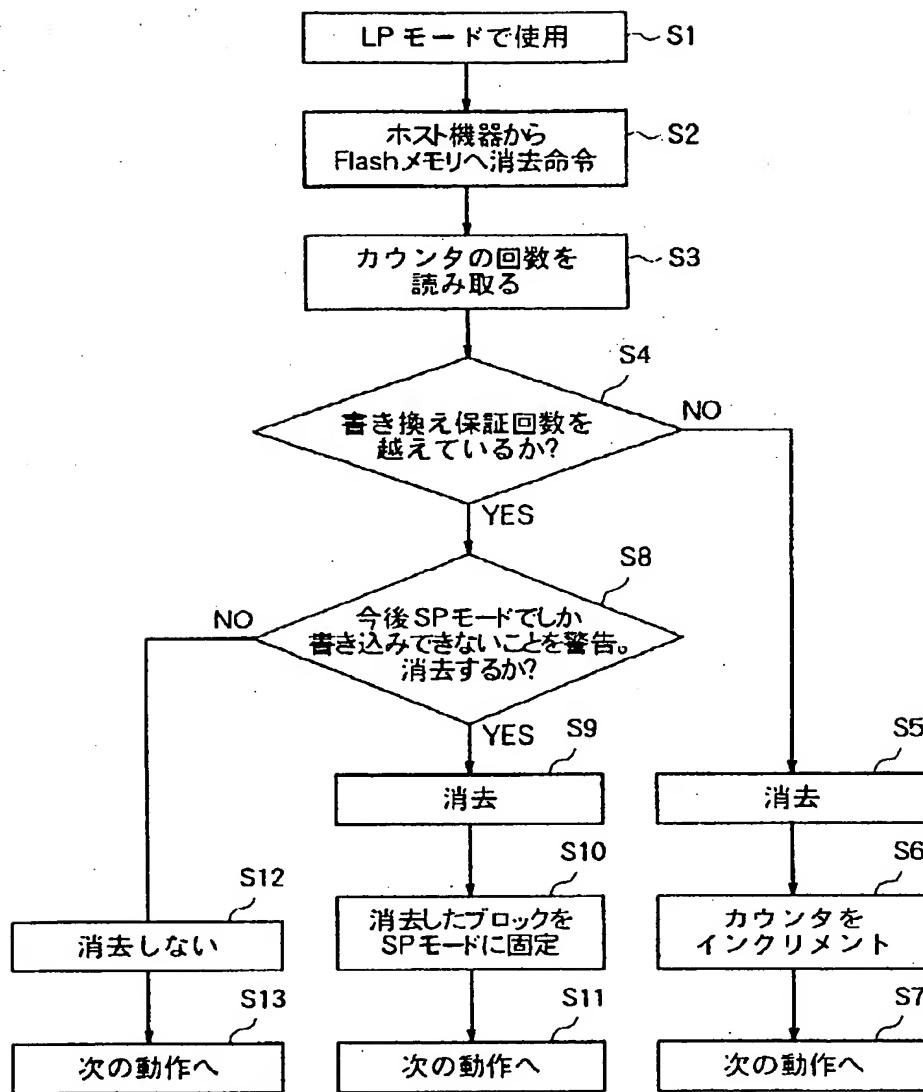 LPモードで使用
S1
ホスト機器から
Flashメモリへ消去命令
S2
カウンタの回数を
読み取る
S3
S4
書き換え保証回数を
越えているか?
NO
YES
S8
今後SPモードでしか
書き込みできないことを警告。
消去するか?
NO
YES
S9
消去
S5
消去
S10
消去したブロックを
SPモードに固定
S6
カウンタを
インクリメント
S12
消去しない
S13
次の動作へ
S11
次の動作へ
S7
次の動作へ